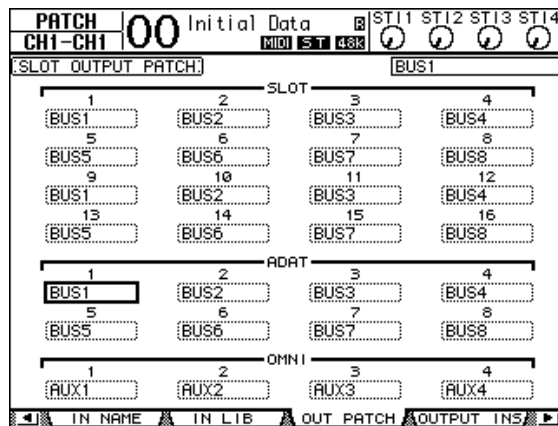 PATCH 00 Initial Data R STI1 STI2 STI3 STI4
CH1-CH1 MIDI ST 48k
SLOT OUTPUT PATCH BUS1
SLOT
1 2 3 4
BUS1 BUS2 BUS3 BUS4
5 6 7 8
BUS5 BUS6 BUS7 BUS8
9 10 11 12
BUS1 BUS2 BUS3 BUS4
13 14 15 16
BUS5 BUS6 BUS7 BUS8
ADAT
1 2 3 4
BUS1 BUS2 BUS3 BUS4
5 6 7 8
BUS5 BUS6 BUS7 BUS8
OMNI
1 2 3 4
AUX1 AUX2 AUX3 AUX4
IN NAME IN LIB OUT PATCH OUTPUT INS